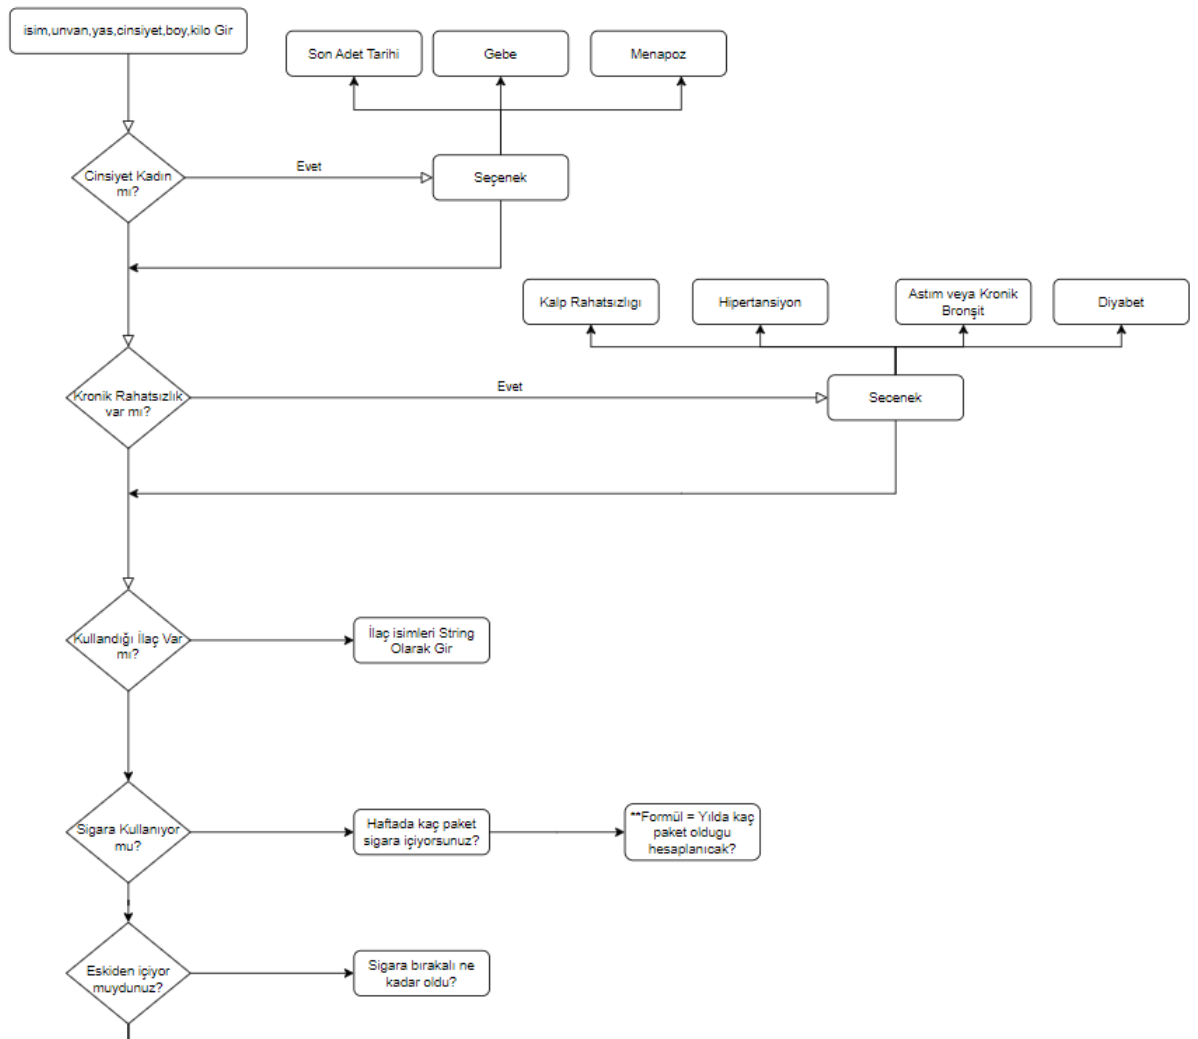 isim,unvan,yas,cinsiyet,boy,kilo Gir
Son Adet Tarihi
Gebe
Menapoz
Cinsiyet Kadın
mı?
Evet
Seçenek
Kalp Rahatsızlıgı
Hipertansiyon
Astım veya Kronik
Bronşit
Diyabet
Kronik Rahatsızlık
var mı?
Evet
Secenek
Kullandığı İlaç Var
mı?
İlaç isimleri String
Olarak Gir
Sigara Kullanıyor
mu?
Haftada kaç paket
sigara içiyorsunuz?
**Formül = Yılda kaç
paket oldugu
hesaplanıcak?
Eskiden içiyor
muydunuz?
Sigara bırakalı ne
kadar oldu?